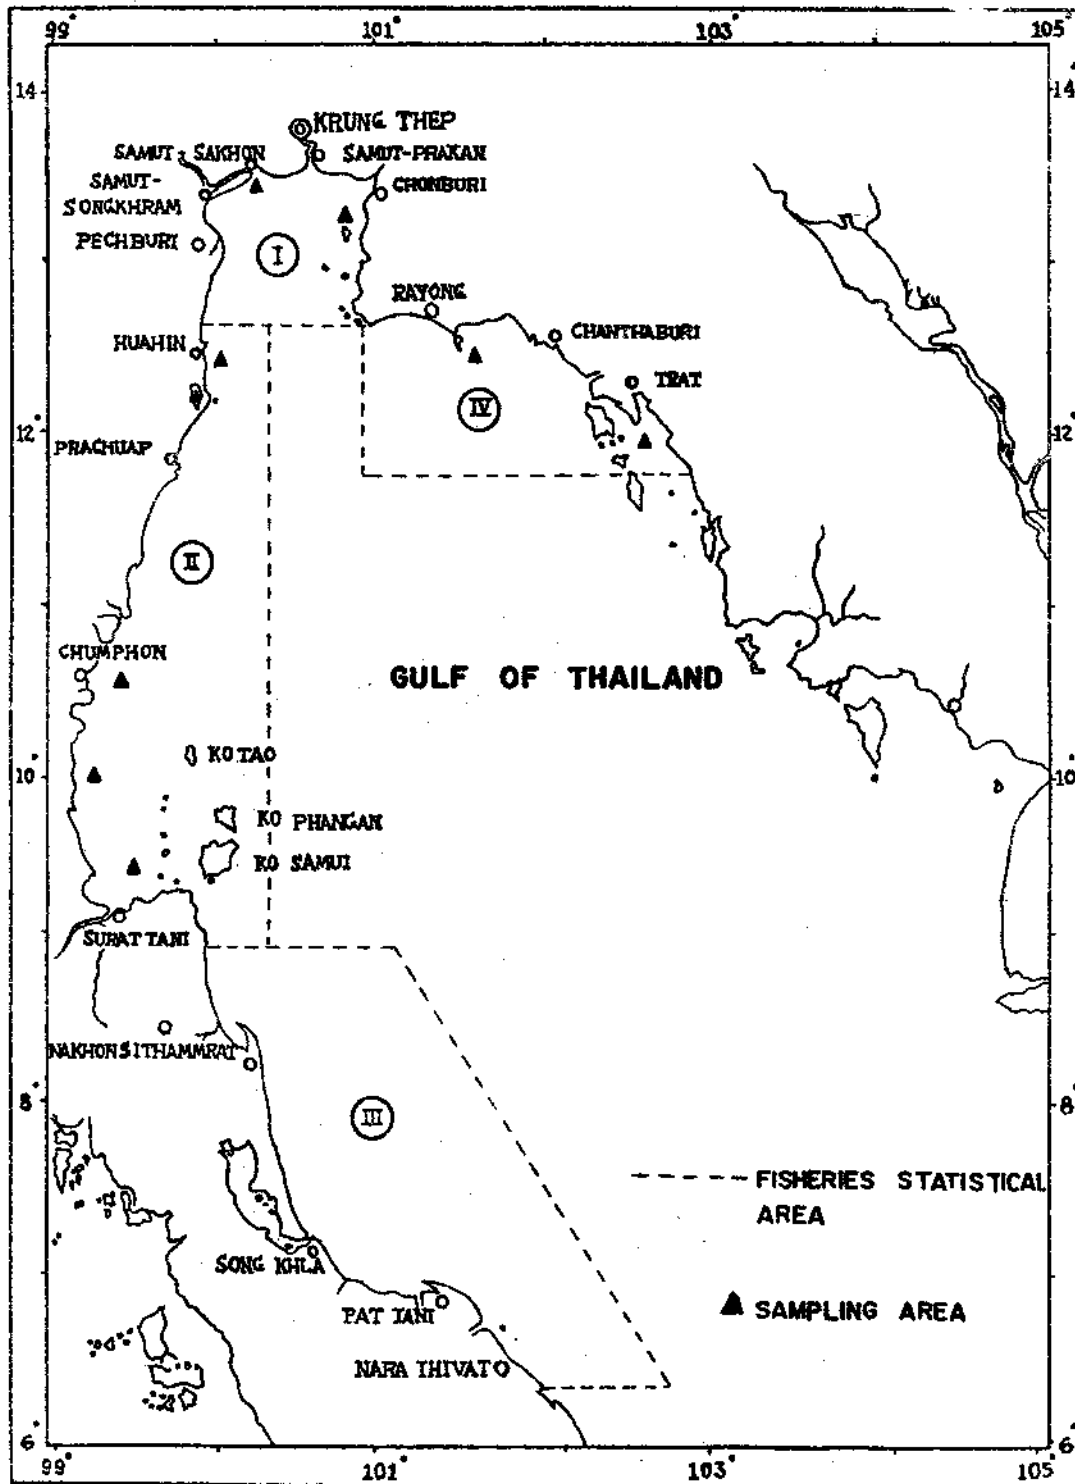 99° 101° 103° 105°
14° 14°
KRUNG THEP
SAMUT SAKHON
SAMUT-PRAKAN
SAMUT-
SONGKHRAM
CHONBURI
PECHBURI
I
RAYONG
HUAHIN
CHANTHABURI
TRAT
IV
12° 12°
PRACHUAP
II
CHUMPHON
GULF OF THAILAND
KO TAO
10° 10°
KO PHANGAN
KO SAMUI
SURAT TANI
NAKHONSITHAMMRAT
8° 8°
III
FISHERIES STATISTICAL
AREA
SONG KHLA
PAT TANI
SAMPLING AREA
NARA THIVAT
6° 6°
99° 101° 103° 105°